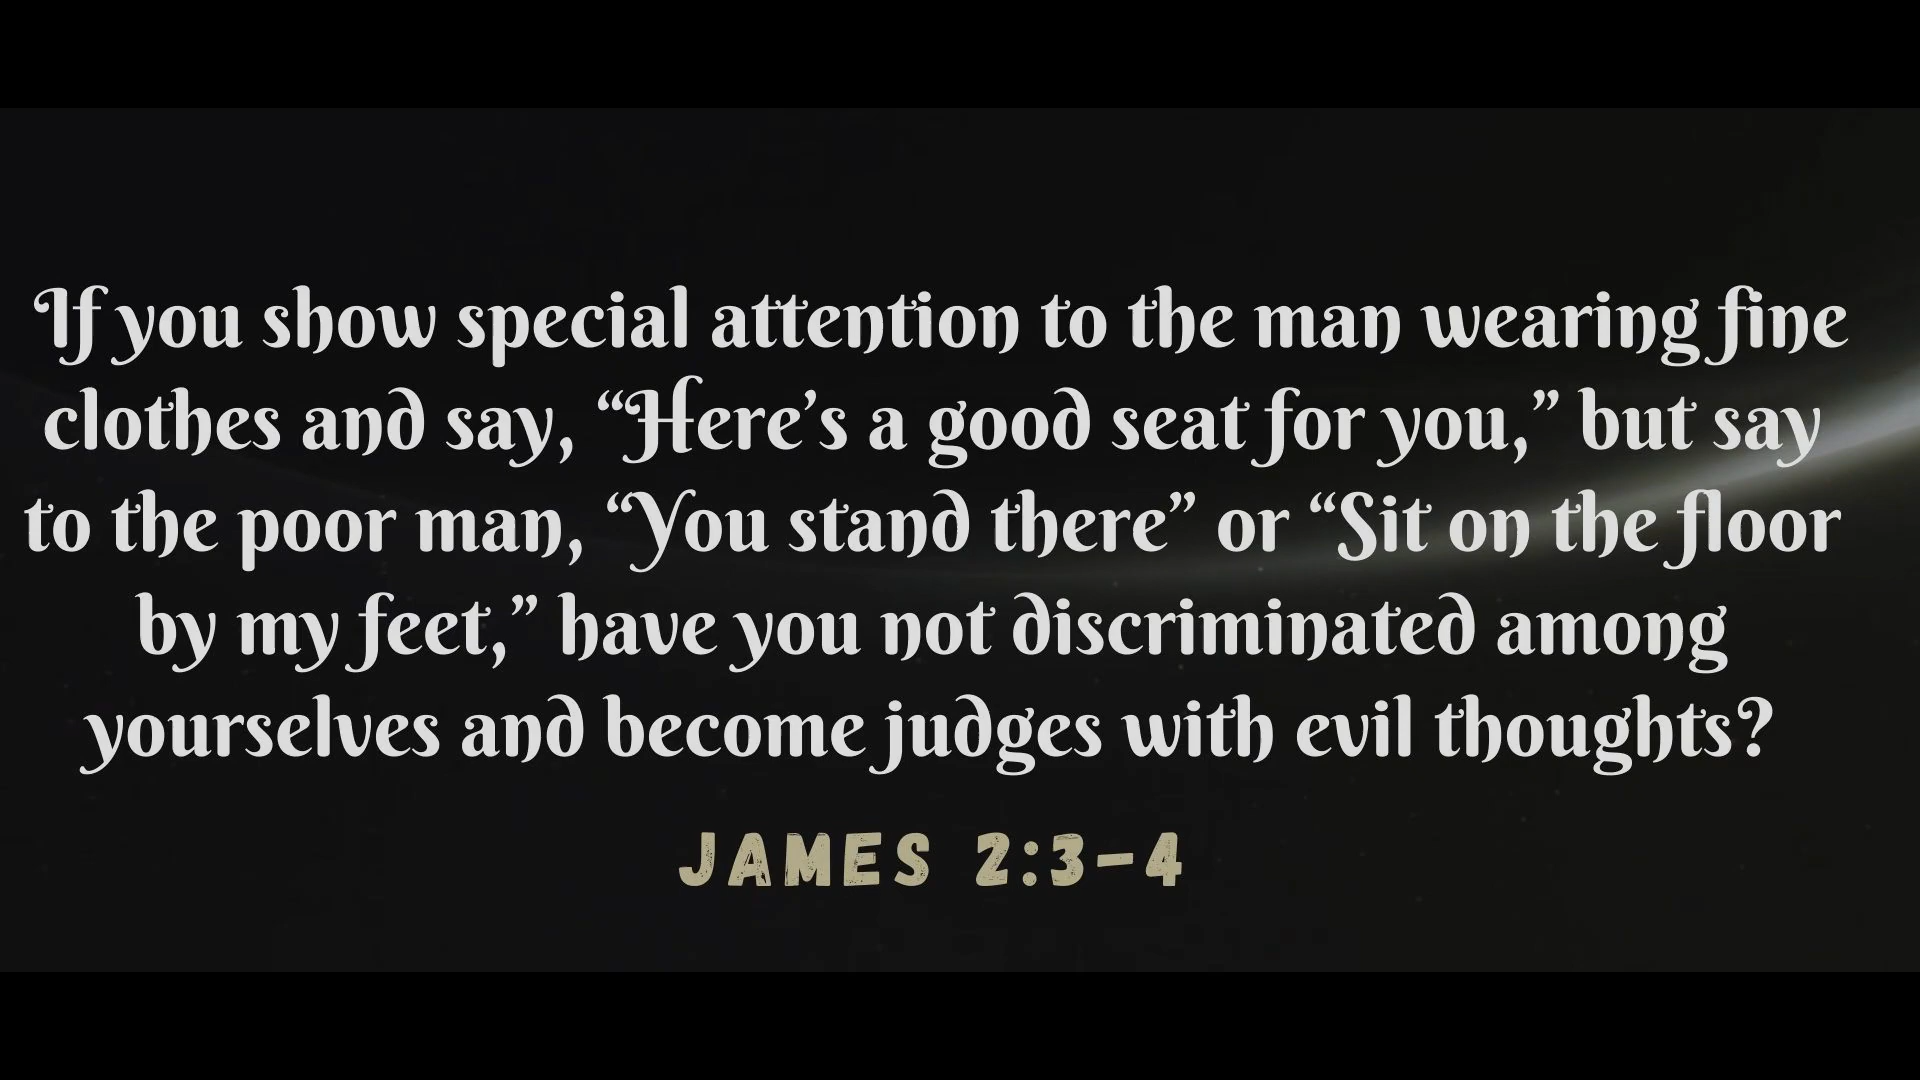 If you show special attention to the man wearing fine
clothes and say, “Here’s a good seat for you,” but say
to the poor man, “You stand there” or “Sit on the floor
by my feet,” have you not discriminated among
yourselves and become judges with evil thoughts?
JAMES 2:3-4